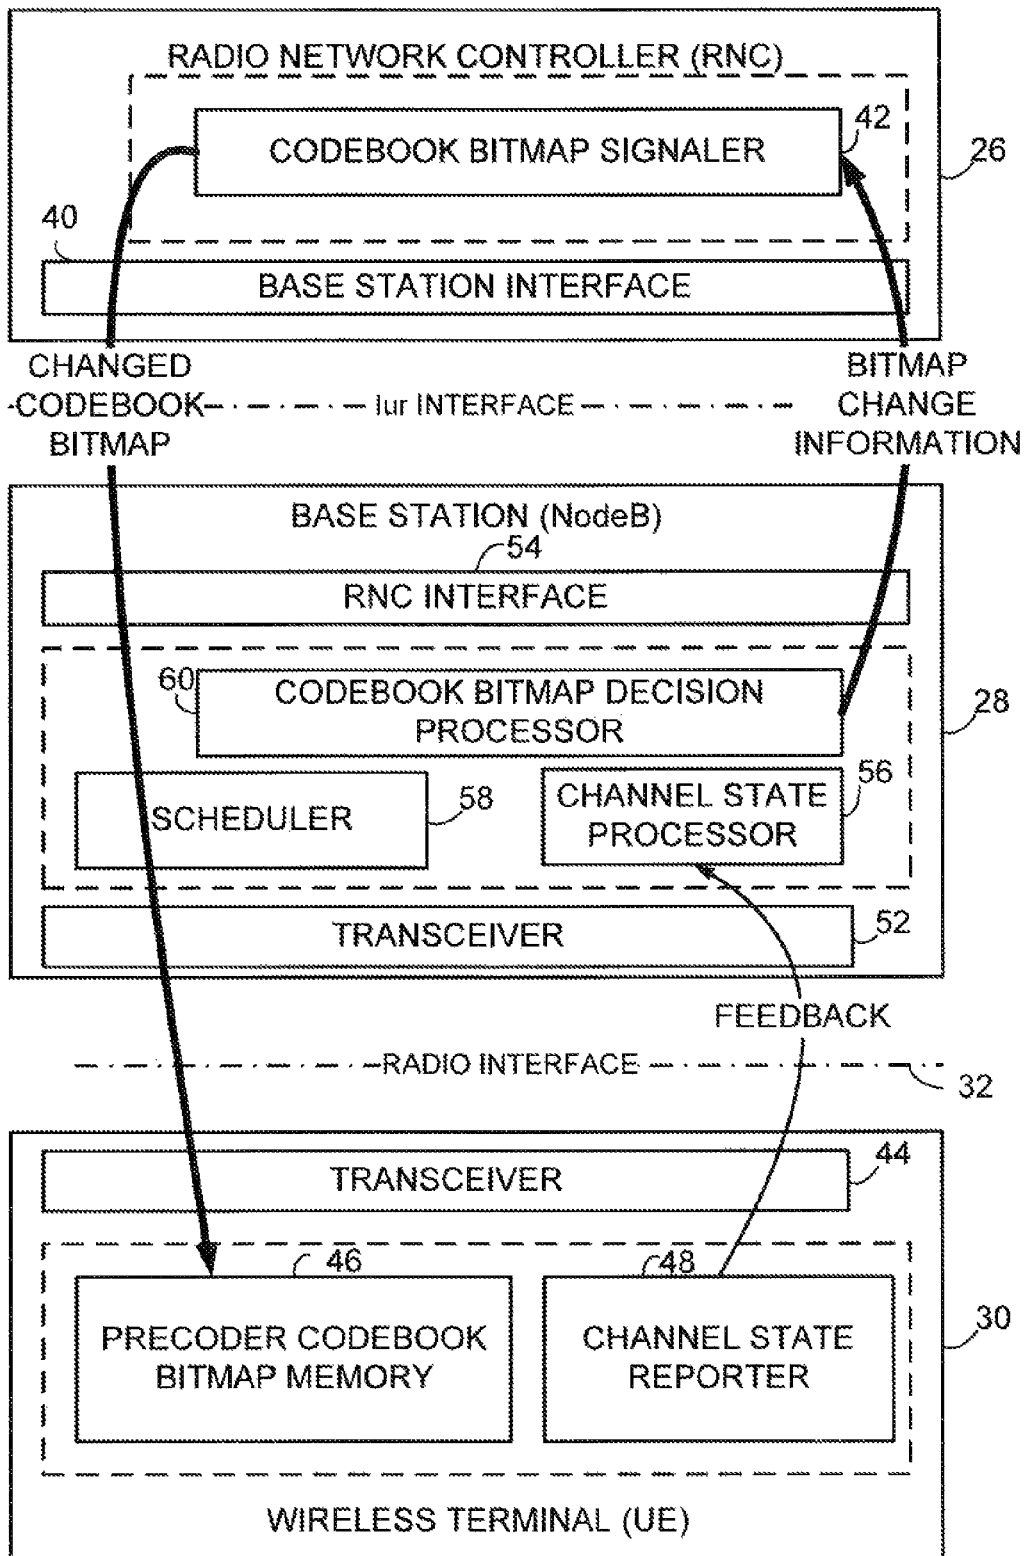 RADIO NETWORK CONTROLLER (RNC)
CODEBOOK BITMAP SIGNALER
42
26
40
BASE STATION INTERFACE
CHANGED
CODEBOOK
BITMAP
Iur INTERFACE
BITMAP
CHANGE
INFORMATION
BASE STATION (NodeB)
54
RNC INTERFACE
60
CODEBOOK BITMAP DECISION
PROCESSOR
28
SCHEDULER
58
CHANNEL STATE
PROCESSOR
56
TRANSCEIVER
52
FEEDBACK
RADIO INTERFACE
32
TRANSCEIVER
44
46
48
PRECODER CODEBOOK
BITMAP MEMORY
CHANNEL STATE
REPORTER
30
WIRELESS TERMINAL (UE)